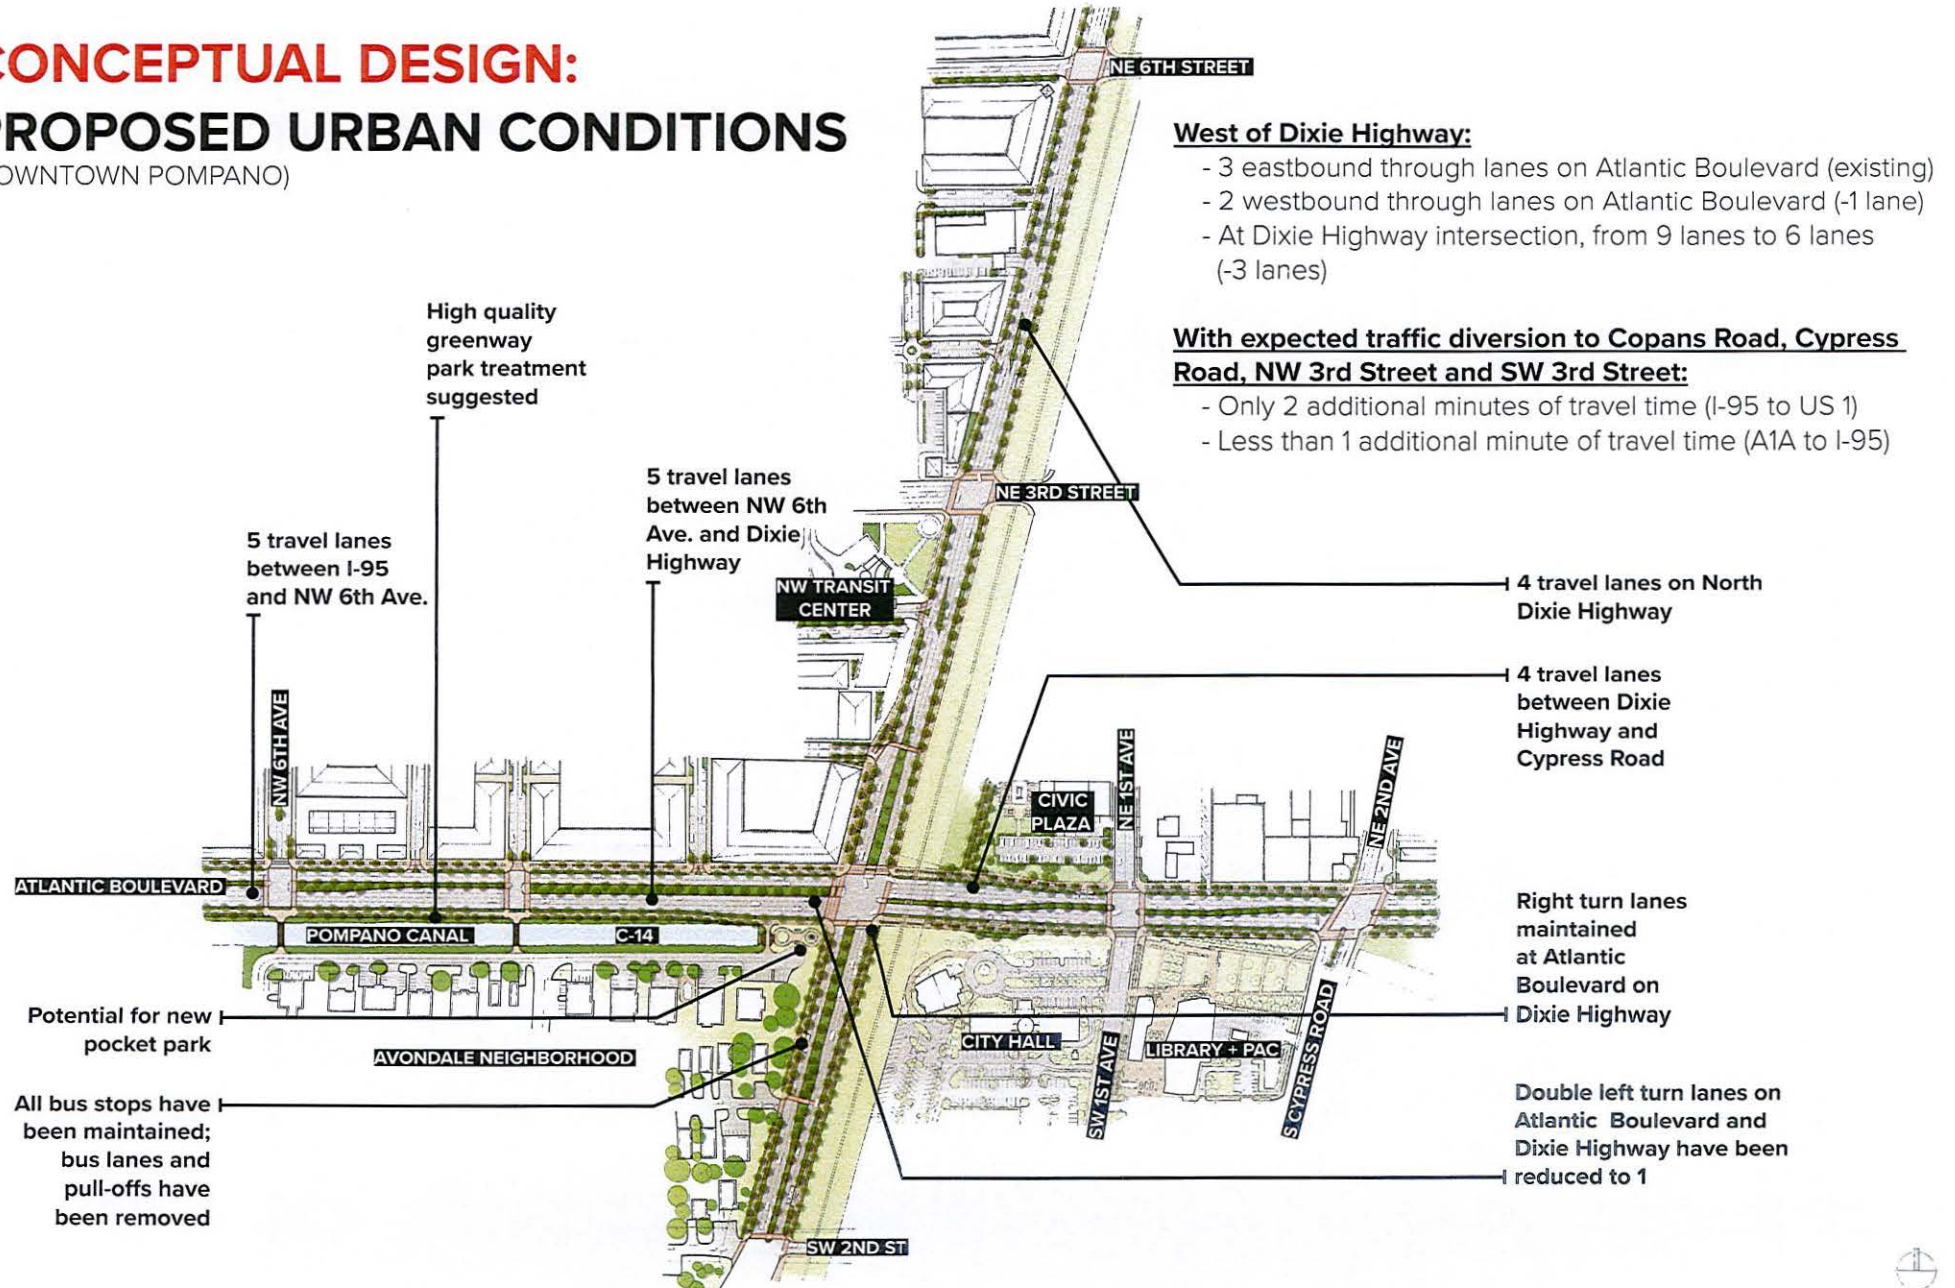 CONCEPTUAL DESIGN:
PROPOSED URBAN CONDITIONS
OWNTOWN POMPANO)
NE 6TH STREET
West of Dixie Highway:
- 3 eastbound through lanes on Atlantic Boulevard (existing)
- 2 westbound through lanes on Atlantic Boulevard (-1 lane)
- At Dixie Highway intersection, from 9 lanes to 6 lanes
(-3 lanes)
With expected traffic diversion to Copans Road, Cypress
Road, NW 3rd Street and SW 3rd Street:
- Only 2 additional minutes of travel time (I-95 to US 1)
- Less than 1 additional minute of travel time (A1A to I-95)
High quality
greenway
park treatment
suggested
5 travel lanes
between NW 6th
Ave. and Dixie
Highway
NE 3RD STREET
5 travel lanes
between I-95
and NW 6th Ave.
NW TRANSIT
CENTER
4 travel lanes on North
Dixie Highway
4 travel lanes
between Dixie
Highway and
Cypress Road
NW 6TH AVE
CIVIC
PLAZA
NE 1ST AVE
NE 2ND AVE
ATLANTIC BOULEVARD
POMPANO CANAL
C-14
Right turn lanes
maintained
at Atlantic
Boulevard on
Dixie Highway
Potential for new
pocket park
AVONDALE NEIGHBORHOOD
CITY HALL
SW 1ST AVE
LIBRARY + PAC
S CYPRESS ROAD
All bus stops have
been maintained;
bus lanes and
pull-offs have
been removed
Double left turn lanes on
Atlantic Boulevard and
Dixie Highway have been
reduced to 1
SW 2ND ST